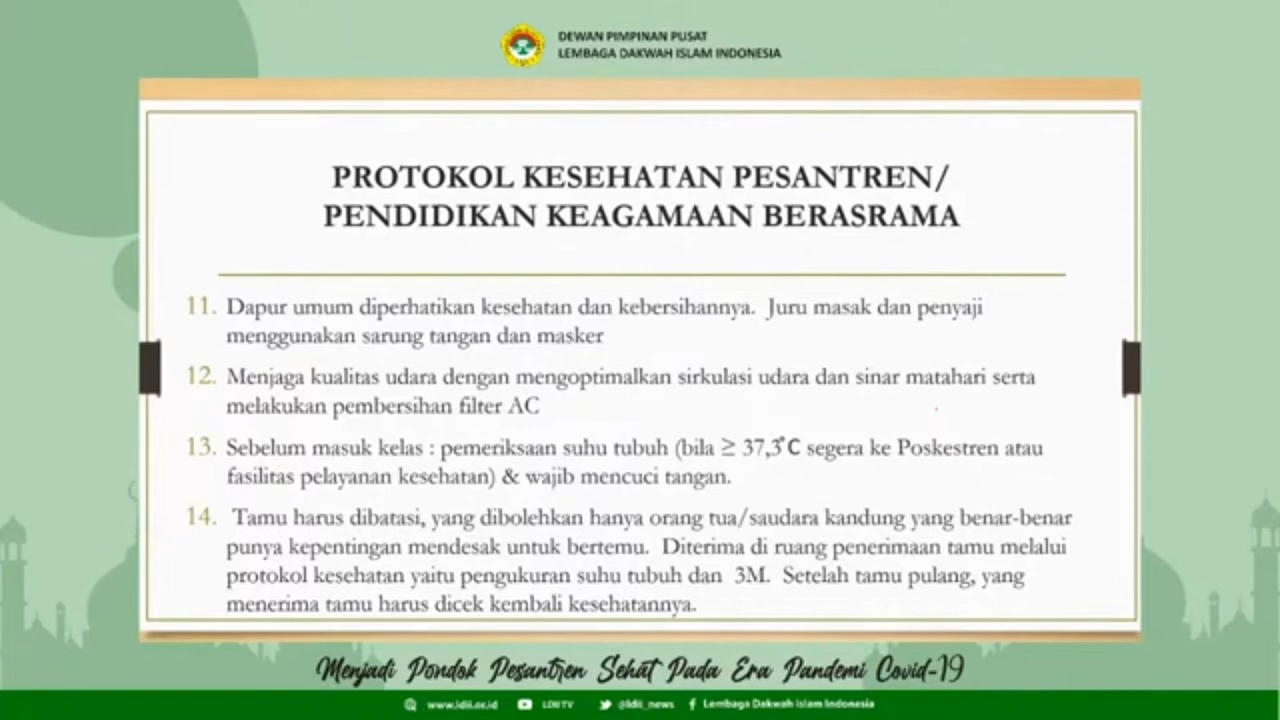 DEWAN PIMPINAN PUSAT
LEMBAGA DAKWAH ISLAM INDONESIA
PROTOKOL KESEHATAN PESANTREN/
PENDIDIKAN KEAGAMAAN BERASRAMA
11. Dapur umum diperhatikan kesehatan dan kebersihannya. Juru masak dan penyaji
menggunakan sarung tangan dan masker
12. Menjaga kualitas udara dengan mengoptimalkan sirkulasi udara dan sinar matahari serta
melakukan pembersihan filter AC
13. Sebelum masuk kelas : pemeriksaan suhu tubuh (bila ≥ 37,3°C segera ke Poskestren atau
fasilitas pelayanan kesehatan) & wajib mencuci tangan.
14. Tamu harus dibatasi, yang dibolehkan hanya orang tua/saudara kandung yang benar-benar
punya kepentingan mendesak untuk bertemu. Diterima di ruang penerimaan tamu melalui
protokol kesehatan yaitu pengukuran suhu tubuh dan 3M. Setelah tamu pulang, yang
menerima tamu harus dicek kembali kesehatannya.
Menjadi Pondok Pesantren Sehat Pada Era Pandemi Covid-19
www.ldii.or.id LDII TV @ldii_news Lembaga Dakwah Islam Indonesia